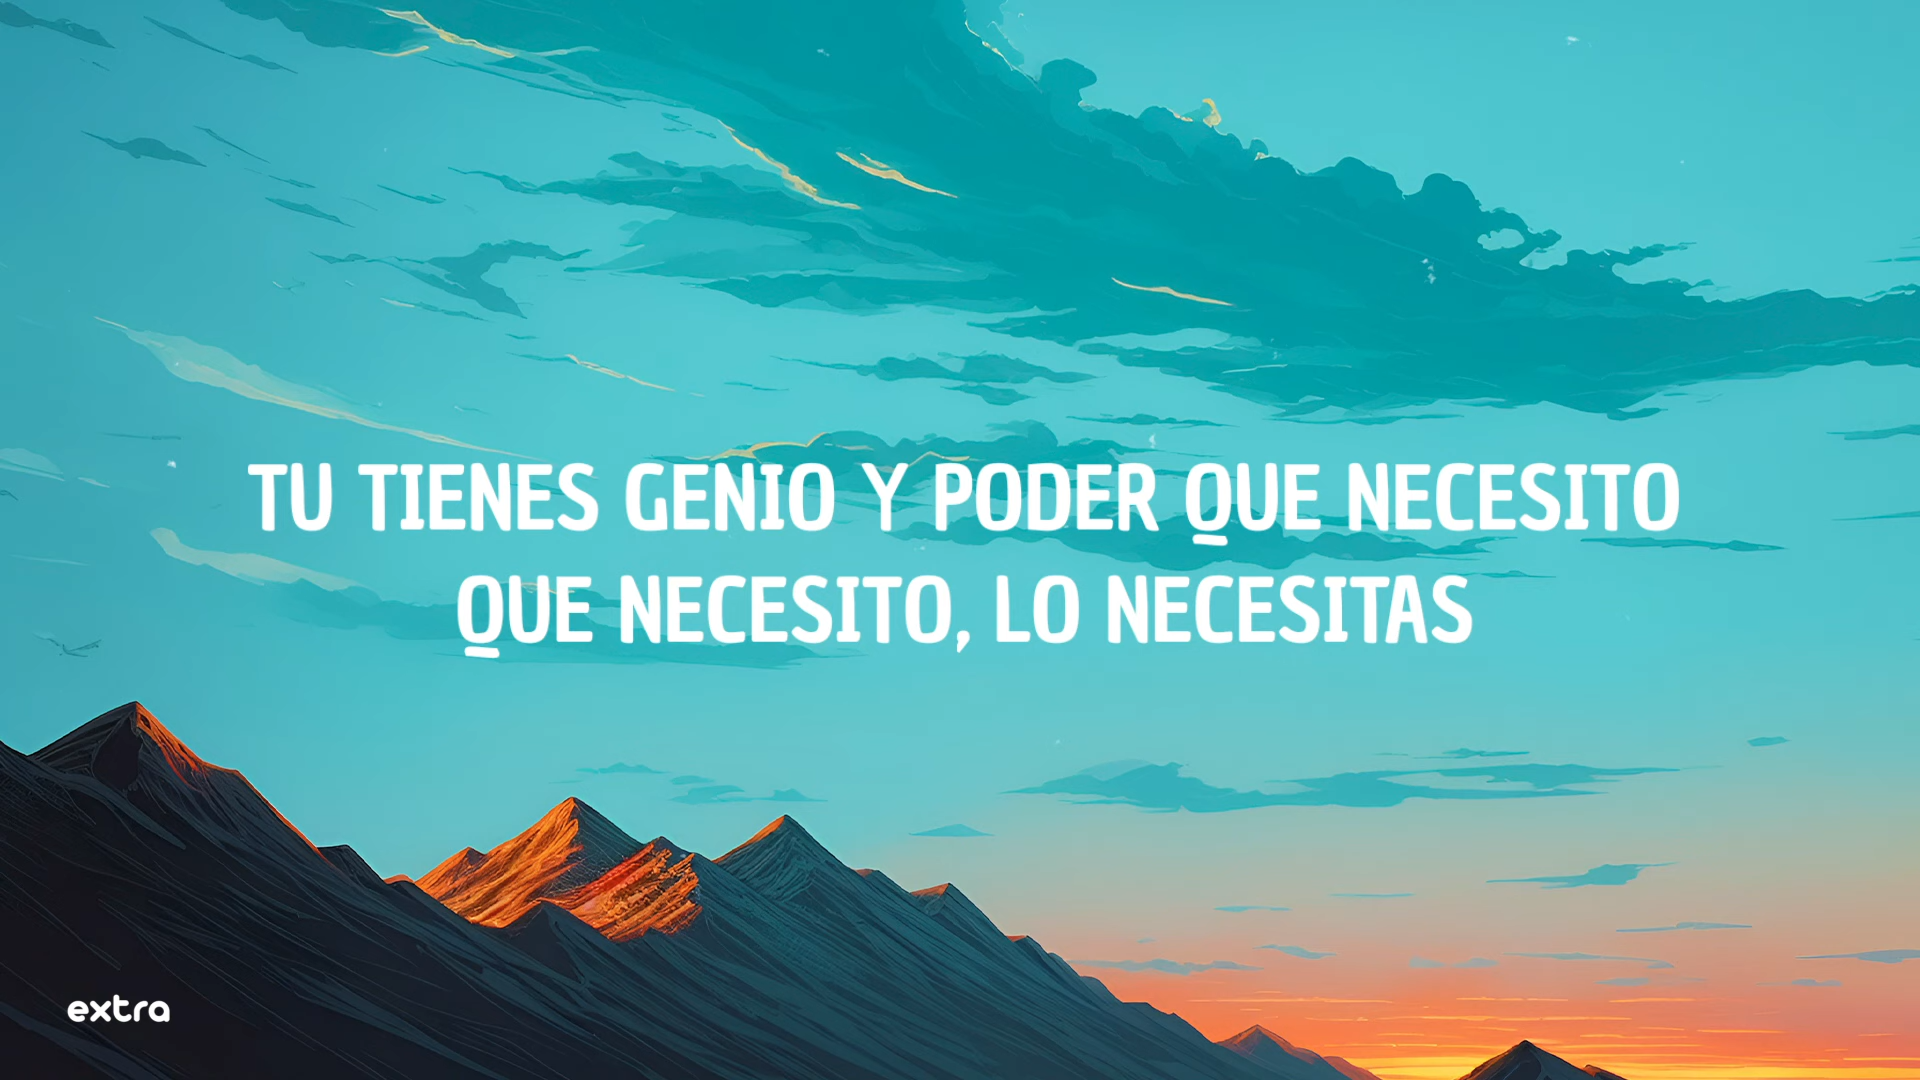 TU TIENES GENIO Y PODER QUE NECESITO
QUE NECESITO, LO NECESITAS
extra